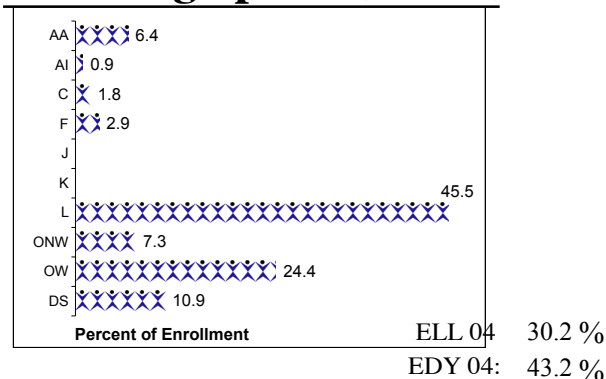 AA 6.4
AI 0.9
C 1.8
F 2.9
J
K
L 45.5
ONW 7.3
OW 24.4
DS 10.9
Percent of Enrollment
ELL 04 30.2 %
EDY 04: 43.2 %